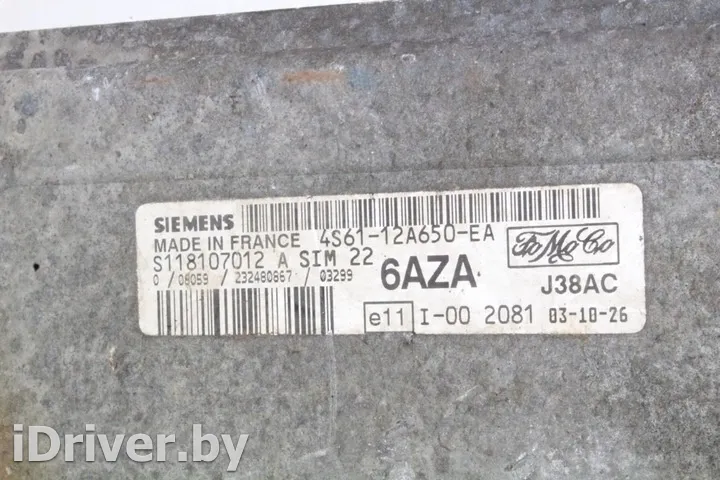 SIEMENS
MADE IN FRANCE 4S61-12A650-EA
S118107012 A SIM 22
0 / 08059 / 232480867 / 03299
6AZA
FoMoCo
J38AC
e11 I-00 2081 03-10-26
iDriver.by